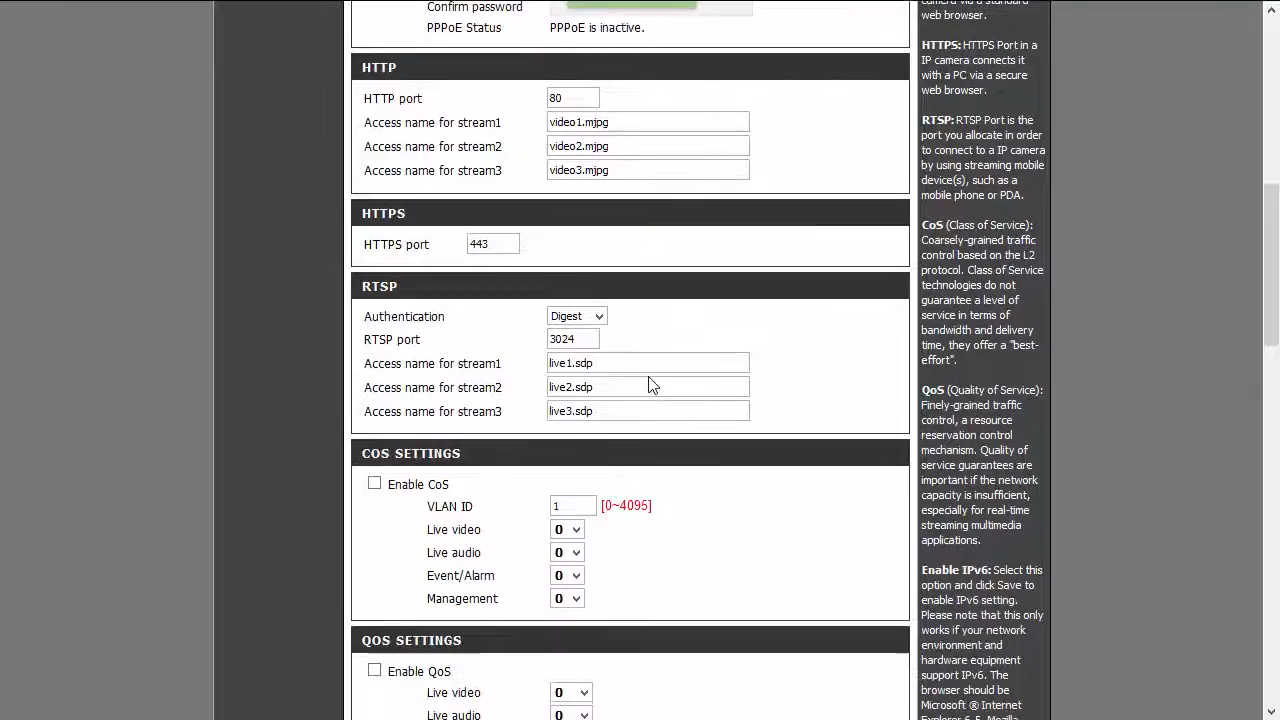 Confirm password
PPPoE Status PPPoE is inactive.
HTTP
HTTP port 80
Access name for stream1 video1.mjpg
Access name for stream2 video2.mjpg
Access name for stream3 video3.mjpg
HTTPS
HTTPS port 443
RTSP
Authentication Digest
RTSP port 3024
Access name for stream1 live1.sdp
Access name for stream2 live2.sdp
Access name for stream3 live3.sdp
COS SETTINGS
Enable CoS
VLAN ID 1 [0~4095]
Live video 0
Live audio 0
Event/Alarm 0
Management 0
QOS SETTINGS
Enable QoS
Live video 0
Live audio 0
camera via a standard
web browser.
HTTPS: HTTPS Port in a
IP camera connects it
with a PC via a secure
web browser.
RTSP: RTSP Port is the
port you allocate in order
to connect to a IP camera
by using streaming mobile
device(s), such as a
mobile phone or PDA.
CoS (Class of Service):
Coarsely-grained traffic
control based on the L2
protocol. Class of Service
technologies do not
guarantee a level of
service in terms of
bandwidth and delivery
time, they offer a "best-
effort".
QoS (Quality of Service):
Finely-grained traffic
control, a resource
reservation control
mechanism. Quality of
service guarantees are
important if the network
capacity is insufficient,
especially for real-time
streaming multimedia
applications.
Enable IPv6: Select this
option and click Save to
enable IPv6 setting.
Please note that this only
works if your network
environment and
hardware equipment
support IPv6. The
browser should be
Microsoft ® Internet
Explorer 6.5, Mozilla